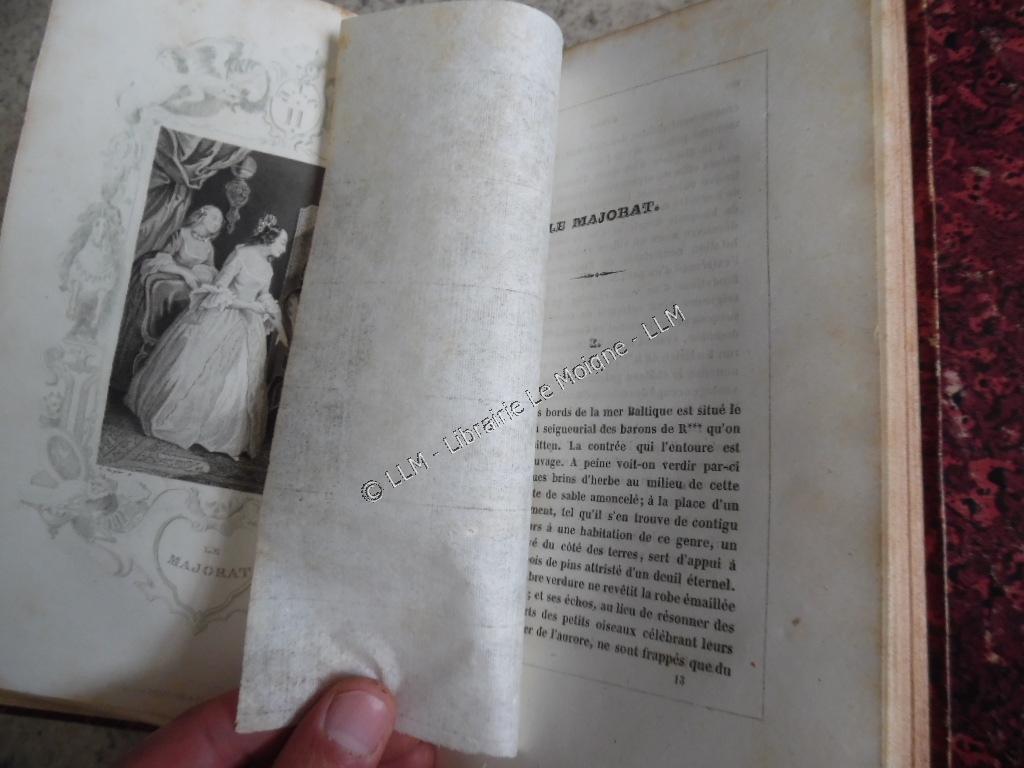 LE
MAJORAT
LE MAJORAT.
I.
bords de la mer Baltique est situé le
seigneurial des barons de R*** qu'on
itten. La contrée qui l'entoure est
uvage. A peine voit-on verdir par-ci
ues brins d'herbe au milieu de cette
te de sable amoncelé; à la place d'un
ment, tel qu'il s'en trouve de contigu
rs à une habitation de ce genre, un
é du côté des terres, sert d'appui à
ois de pins attristé d'un deuil éternel.
bre verdure ne revêtit la robe émaillée
; et ses échos, au lieu de résonner des
rts des petits oiseaux célébrant leurs
er de l'aurore, ne sont frappés que du
13
© LLM - Librairie Le Moigne - LLM